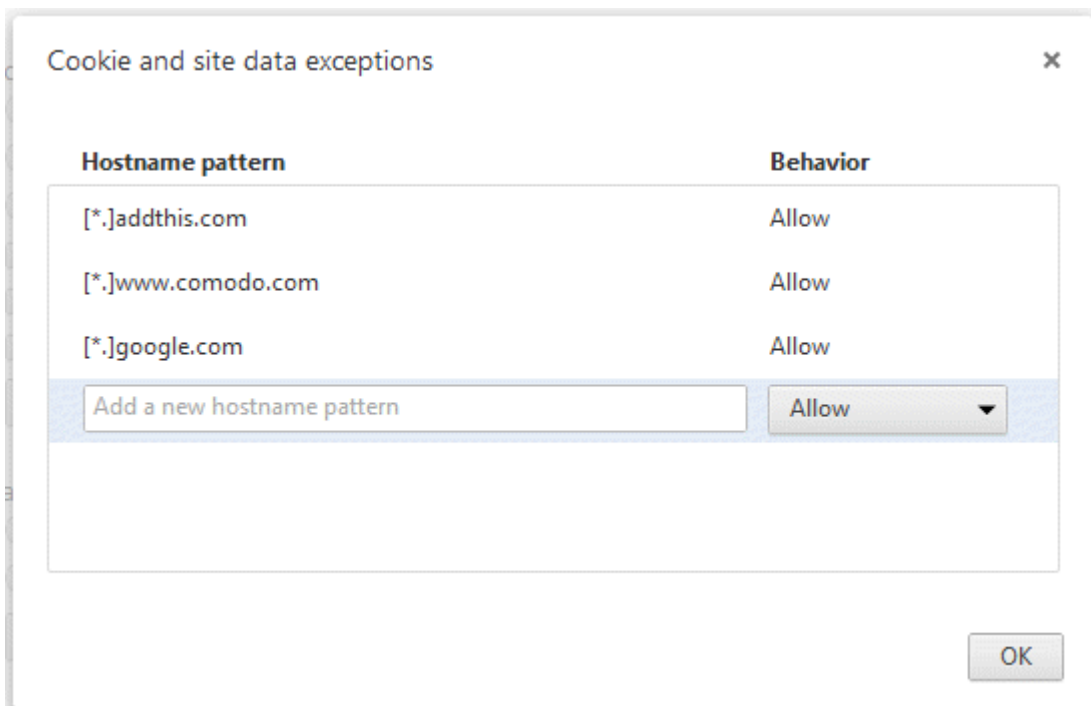 Cookie and site data exceptions ×
Hostname pattern Behavior
[*.]addthis.com Allow
[*.]www.comodo.com Allow
[*.]google.com Allow
Add a new hostname pattern Allow
OK